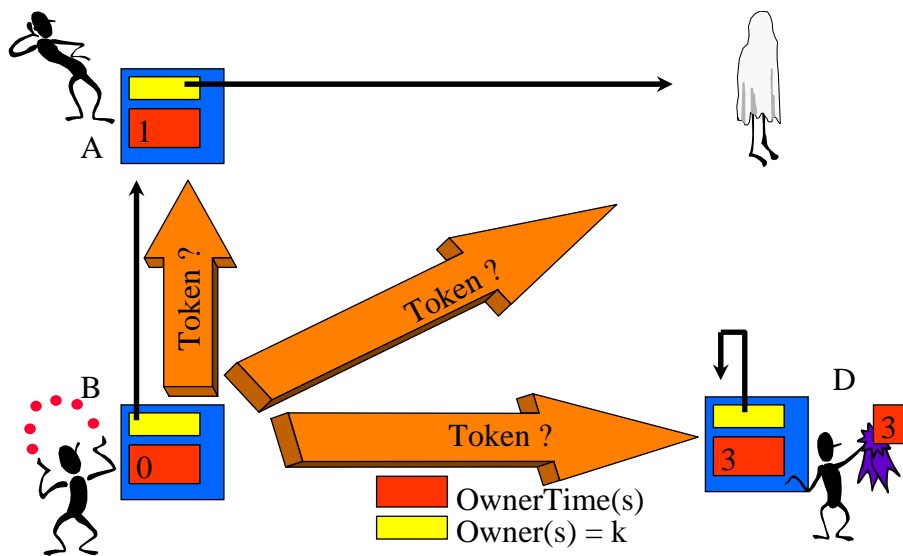 A
1
Token ?
Token ?
B
0
Token ?
D
3
3
OwnerTime(s)
Owner(s) = k